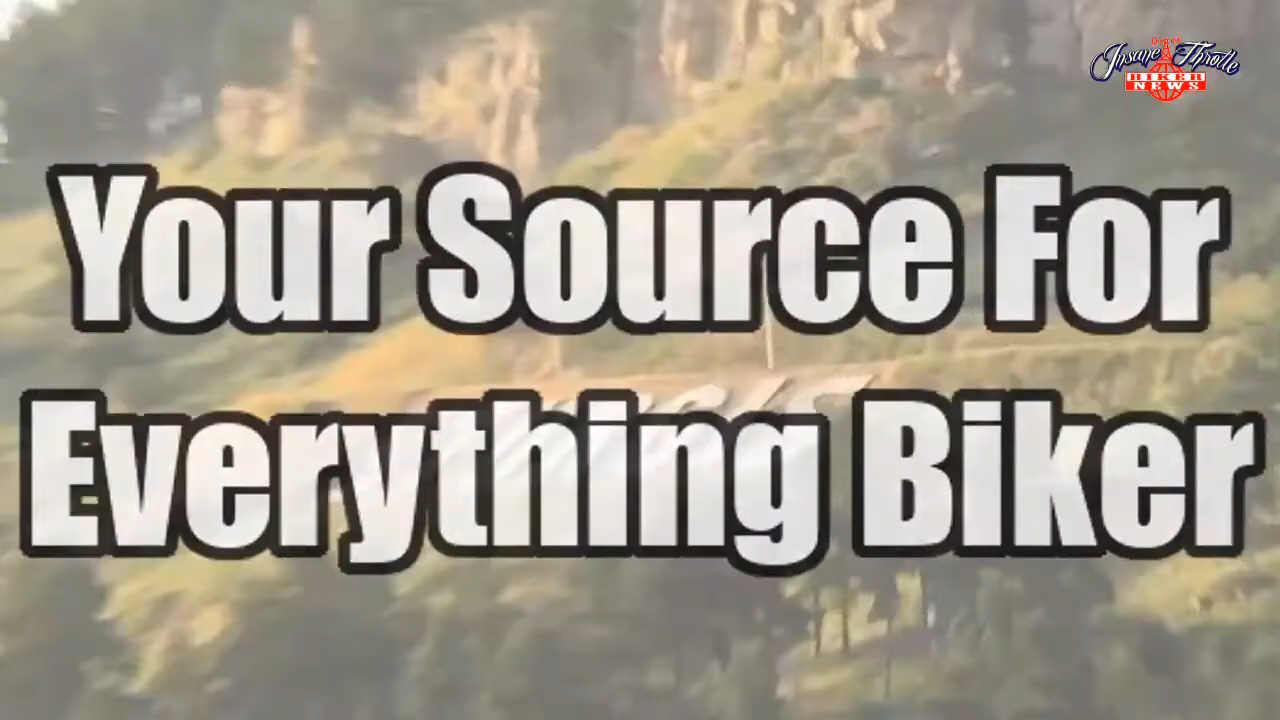 Insane Throttle
BIKER
NEWS
Your Source For
Everything Biker